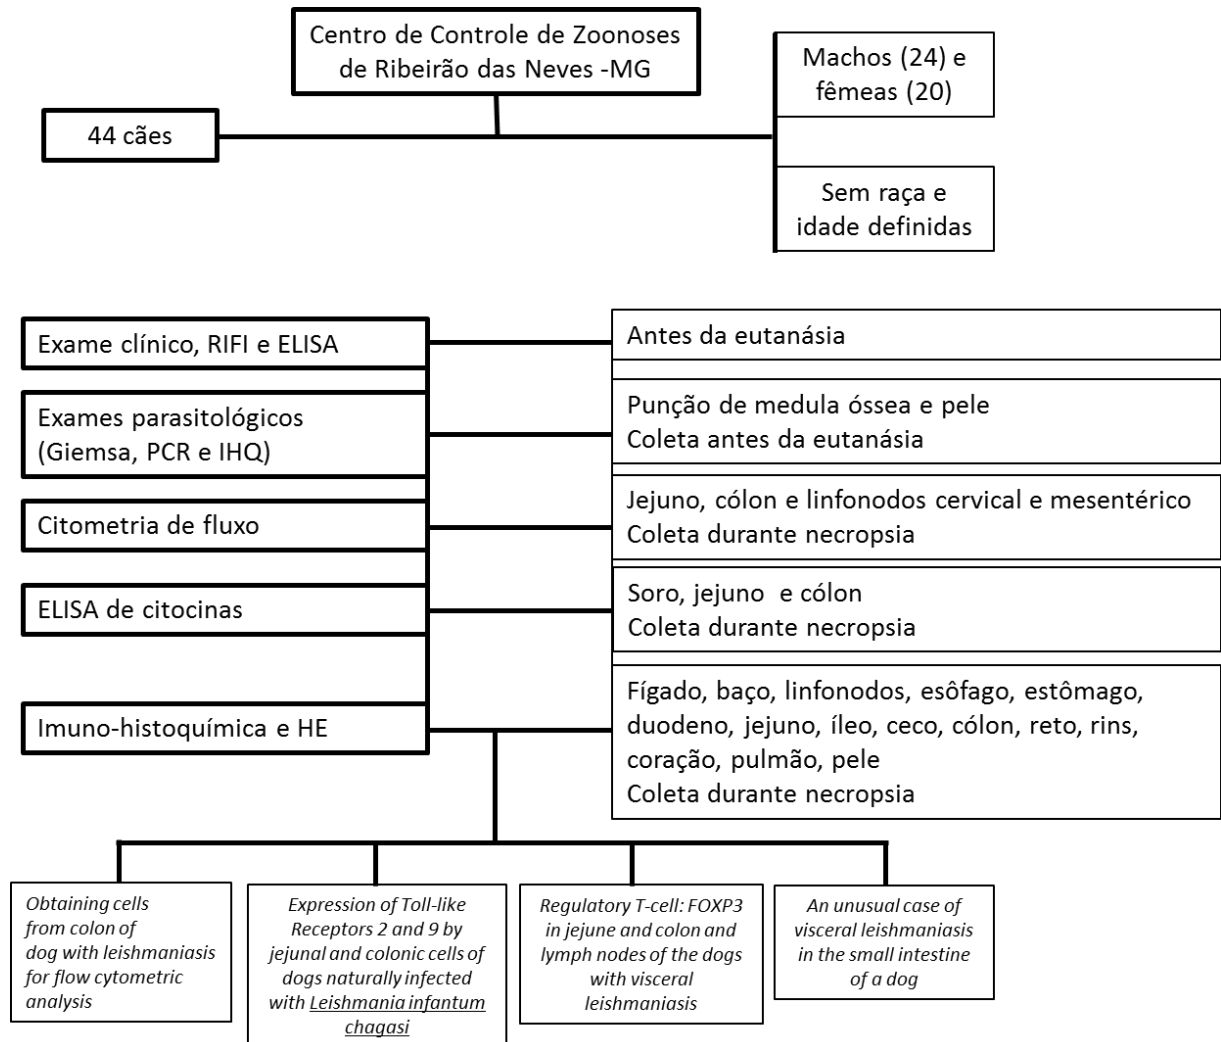 Centro de Controle de Zoonoses
de Ribeirão das Neves -MG
Machos (24) e
fêmeas (20)
44 cães
Sem raça e
idade definidas
Exame clínico, RIFI e ELISA
Antes da eutanásia
Exames parasitológicos
(Giemsa, PCR e IHQ)
Punção de medula óssea e pele
Coleta antes da eutanásia
Citometria de fluxo
Jejuno, cólon e linfonodos cervical e mesentérico
Coleta durante necropsia
ELISA de citocinas
Soro, jejuno e cólon
Coleta durante necropsia
Imuno-histoquímica e HE
Fígado, baço, linfonodos, esôfago, estômago,
duodeno, jejuno, íleo, ceco, cólon, reto, rins,
coração, pulmão, pele
Coleta durante necropsia
Obtaining cells
from colon of
dog with leishmaniasis
for flow cytometric
analysis
Expression of Toll-like
Receptors 2 and 9 by
jejunal and colonic cells of
dogs naturally infected
with Leishmania infantum
chagasi
Regulatory T-cell: FOXP3
in jejune and colon and
lymph nodes of the dogs
with visceral
leishmaniasis
An unusual case of
visceral leishmaniasis
in the small intestine
of a dog